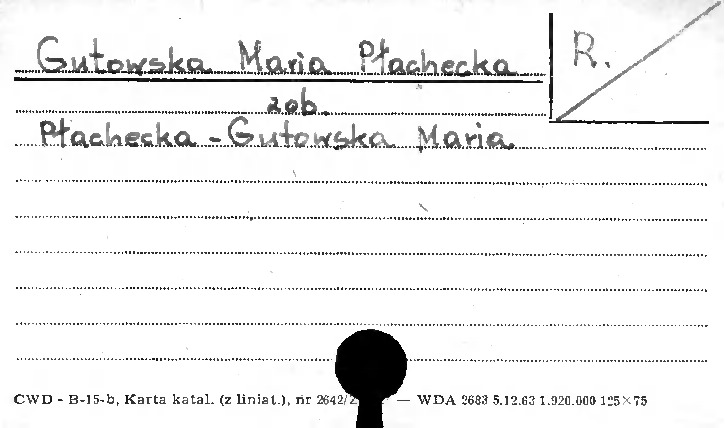 Gutowska Maria Płachecka
R.
zob.
Płachecka - Gutowska Maria
CWD - B-15-b, Karta katal. (z liniat.), nr 2642/2 — WDA 2683 5.12.63 1.920.000 125×75